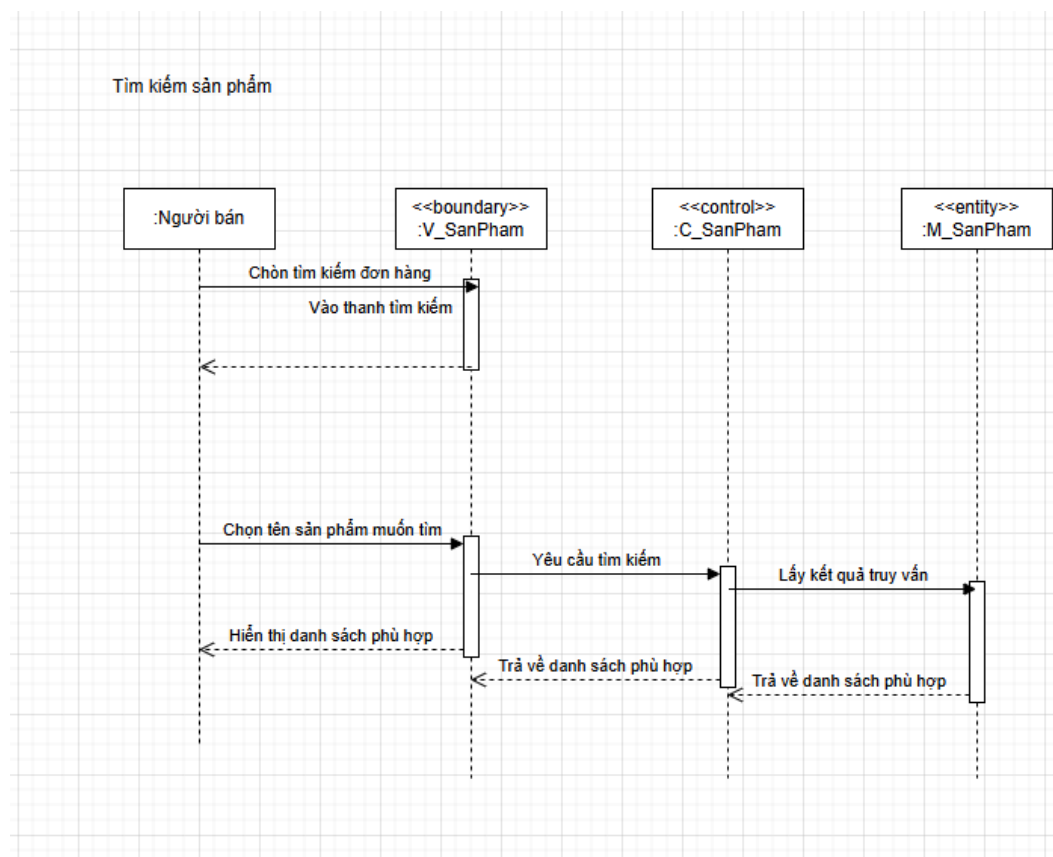 Tìm kiếm sản phẩm
:Người bán
<<boundary>>
:V_SanPham
<<control>>
:C_SanPham
<<entity>>
:M_SanPham
Chòn tìm kiếm đơn hàng
Vào thanh tìm kiếm
Chọn tên sản phẩm muốn tìm
Yêu cầu tìm kiếm
Lấy kết quả truy vấn
Hiển thị danh sách phù hợp
Trả về danh sách phù hợp
Trả về danh sách phù hợp